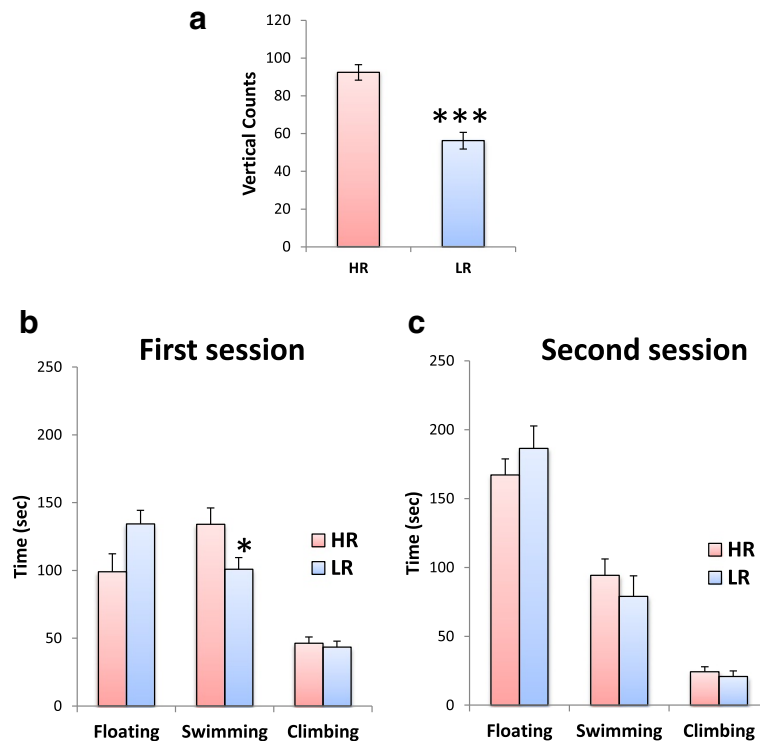 a
120
100
80
60
40
20
0
Vertical Counts
***
HR LR
b
First session
250
200
150
100
50
0
Time (sec)
*
HR
LR
Floating Swimming Climbing
c
Second session
250
200
150
100
50
0
Time (sec)
HR
LR
Floating Swimming Climbing